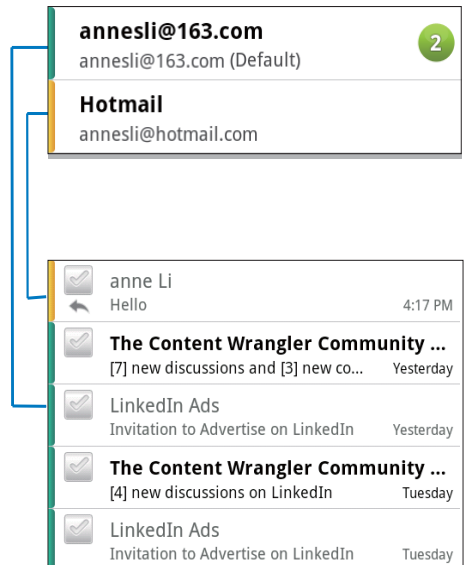 annesli@163.com
annesli@163.com (Default)
2
Hotmail
annesli@hotmail.com
anne Li
Hello
4:17 PM
The Content Wrangler Community ...
[7] new discussions and [3] new co...
Yesterday
LinkedIn Ads
Invitation to Advertise on LinkedIn
Yesterday
The Content Wrangler Community ...
[4] new discussions on LinkedIn
Tuesday
LinkedIn Ads
Invitation to Advertise on LinkedIn
Tuesday